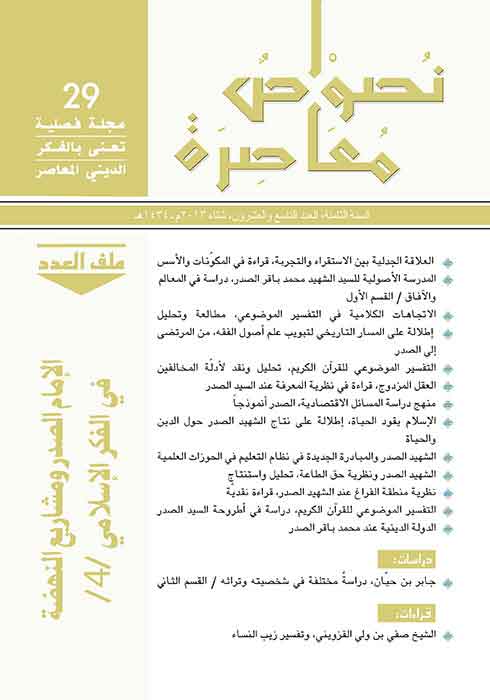 29
مجلة فصلية
تعنى بالفكر
الديني المعاصر
نصوص
معاصرة
السنة الثامنة، العدد التاسع والعشرون، شتاء ٢٠١٣م، ١٤٣٤هـ
ملف العدد
الإمام الصدر ومشاريع النهضة
في الفكر الإسلامي /4/
العلاقة الجدلية بين الاستقراء والتجربة، قراءة في المكوّنات والأسس
المدرسة الأصولية للسيد الشهيد محمد باقر الصدر، دراسة في المعالم
والآفاق / القسم الأول
الاتجاهات الكلامية في التفسير الموضوعي، مطالعة وتحليل
إطلالة على المسار التاريخي لتبويب علم أصول الفقه، من المرتضى
إلى الصدر
التفسير الموضوعي للقرآن الكريم، تحليل ونقد لأدلّة المخالفين
العقل المزدوج، قراءة في نظرية المعرفة عند السيد الصدر
منهج دراسة المسائل الاقتصادية، الصدر أنموذجاً
الإسلام يقود الحياة، إطلالة على نتاج الشهيد الصدر حول الدين
والحياة
الشهيد الصدر والمبادرة الجديدة في نظام التعليم في الحوزات العلمية
الشهيد الصدر ونظرية حق الطاعة، تحليل واستنتاج
نظرية منطقة الفراغ عند الشهيد الصدر، قراءة نقدية
التفسير الموضوعي للقرآن الكريم، دراسة في أطروحة السيد الصدر
الدولة الدينية عند محمد باقر الصدر
دراسات:
جابر بن حيّان، دراسةٌ مختلفة في شخصيته وتراثه / القسم الثاني
قراءات:
الشيخ صفي بن ولي القزويني، وتفسير زيب النساء